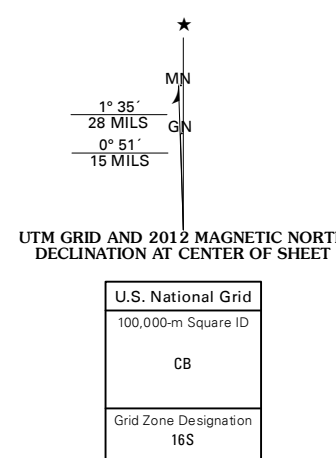 ★
MN
1° 35´
28 MILS
GN
0° 51´
15 MILS
UTM GRID AND 2012 MAGNETIC NORT
DECLINATION AT CENTER OF SHEET
U.S. National Grid
100,000-m Square ID
CB
Grid Zone Designation
16S